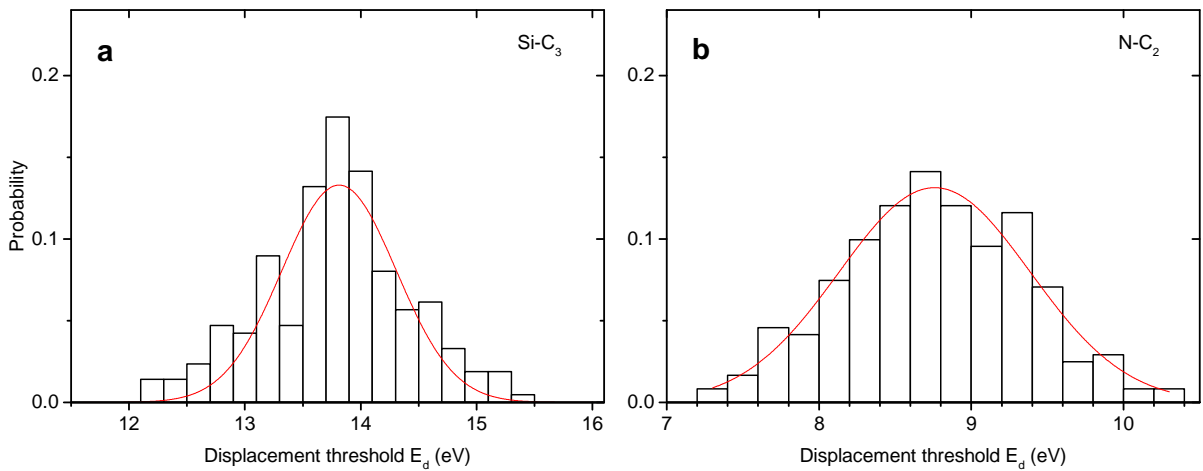 a
Si-C3
b
N-C2
0.2
0.1
0.0
0.2
0.1
0.0
Probability
12 13 14 15 16
7 8 9 10
Displacement threshold Ed (eV)
Displacement threshold Ed (eV)